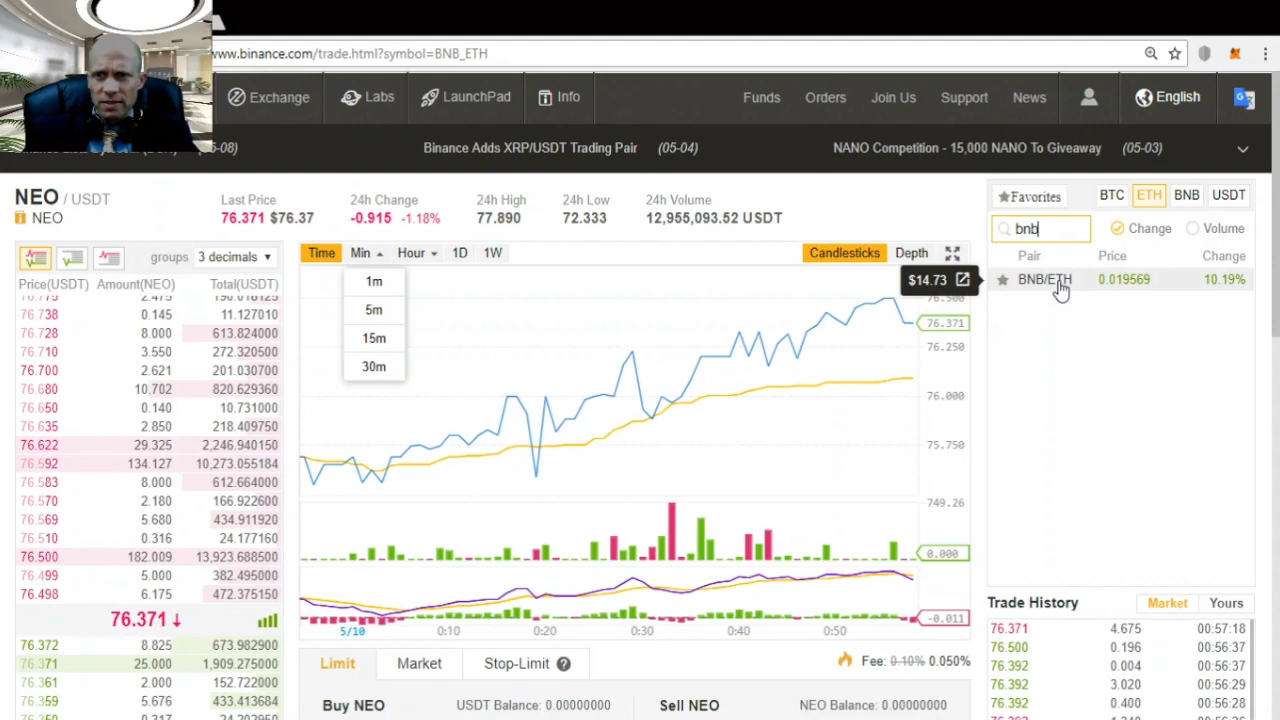 www.binance.com/trade.html?symbol=BNB_ETH
Exchange Labs LaunchPad Info Funds Orders Join Us Support News English
-08) Binance Adds XRP/USDT Trading Pair (05-04) NANO Competition - 15,000 NANO To Giveaway (05-03)
NEO / USDT
NEO
Last Price
76.371 $76.37
24h Change
-0.915 -1.18%
24h High
77.890
24h Low
72.333
24h Volume
12,955,093.52 USDT
groups 3 decimals
Price(USDT) Amount(NEO) Total(USDT)
76.775 2.475 190.018125
76.738 0.145 11.127010
76.728 8.000 613.824000
76.710 3.550 272.320500
76.700 2.621 201.030700
76.680 10.702 820.629360
76.650 0.140 10.731000
76.635 2.850 218.409750
76.622 29.325 2,246.940150
76.592 134.127 10,273.055184
76.583 8.000 612.664000
76.570 2.180 166.922600
76.569 5.680 434.911920
76.510 0.316 24.177160
76.500 182.009 13,923.688500
76.499 5.000 382.495000
76.498 6.175 472.375150
76.371↓
76.372 8.825 673.982900
76.371 25.000 1,909.275000
76.361 2.000 152.722000
76.359 5.676 433.413684
76.350 0.317 24.202950
Time Min Hour 1D 1W Candlesticks Depth
1m
5m
15m
30m
76.500
76.371
76.250
76.000
75.750
749.26
0.000
-0.011
5/10 0:10 0:20 0:30 0:40 0:50
Limit Market Stop-Limit ? Fee: 0.10% 0.050%
Buy NEO USDT Balance: 0.00000000 Sell NEO NEO Balance: 0.00000000
Favorites BTC ETH BNB USDT
bnb Change Volume
Pair Price Change
$14.73 BNB/ETH 0.019569 10.19%
Trade History Market Yours
76.371 4.675 00:57:18
76.500 0.196 00:56:37
76.392 0.004 00:56:37
76.392 3.020 00:56:29
76.392 0.400 00:56:28